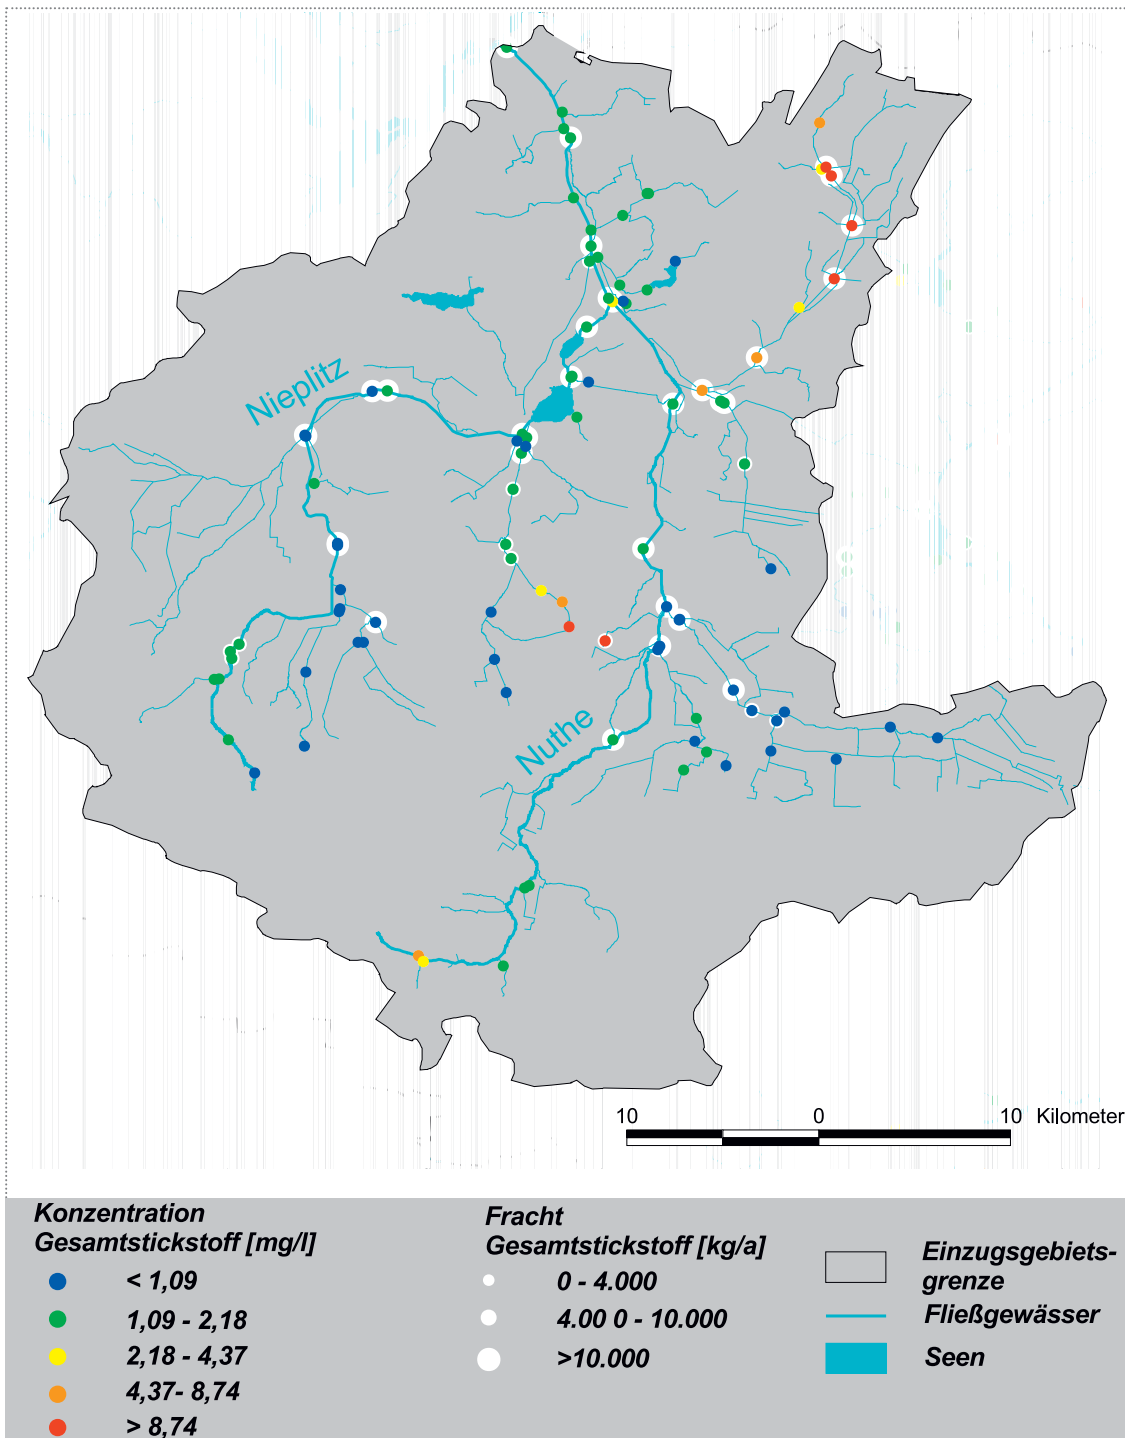 Nieplitz
Nuthe
10 0 10 Kilometer
Konzentration
Gesamtstickstoff [mg/l]
< 1,09
1,09 - 2,18
2,18 - 4,37
4,37- 8,74
> 8,74
Fracht
Gesamtstickstoff [kg/a]
0 - 4.000
4.00 0 - 10.000
>10.000
Einzugsgebiets-
grenze
Fließgewässer
Seen